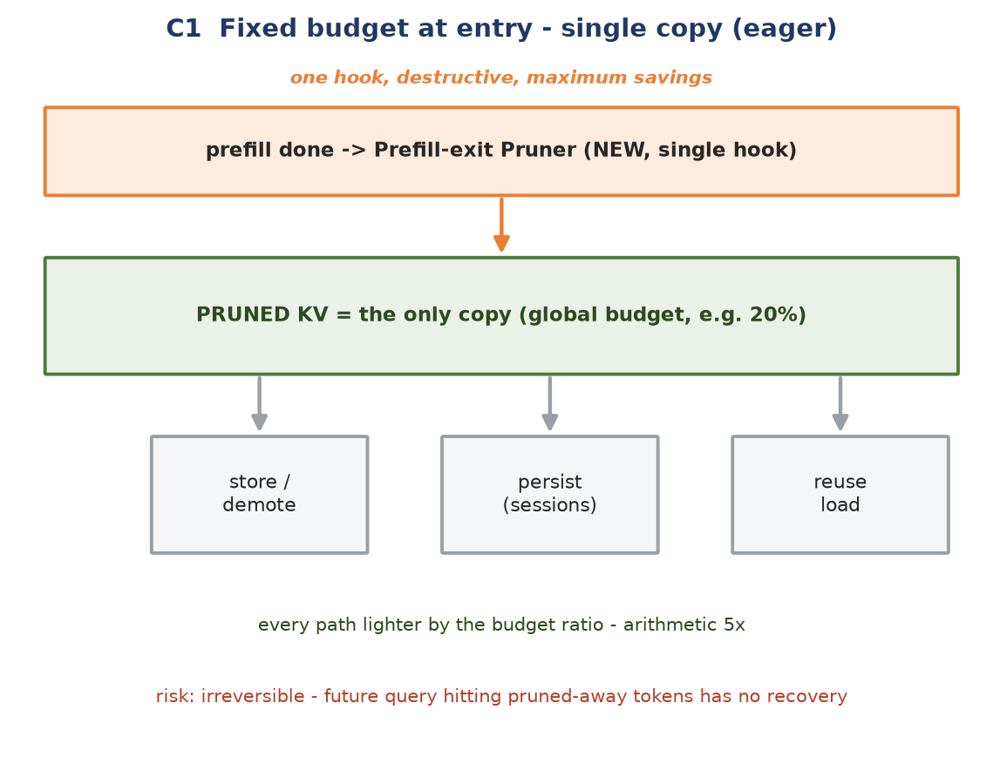 C1  Fixed budget at entry - single copy (eager)
one hook, destructive, maximum savings
prefill done -> Prefill-exit Pruner (NEW, single hook)
PRUNED KV = the only copy (global budget, e.g. 20%)
store /
demote
persist
(sessions)
reuse
load
every path lighter by the budget ratio - arithmetic 5x
risk: irreversible - future query hitting pruned-away tokens has no recovery